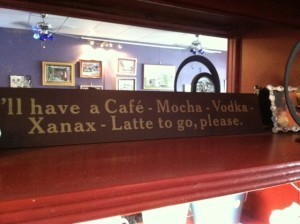 'll have a Café - Mocha - Vodka -
Xanax - Latte to go, please.